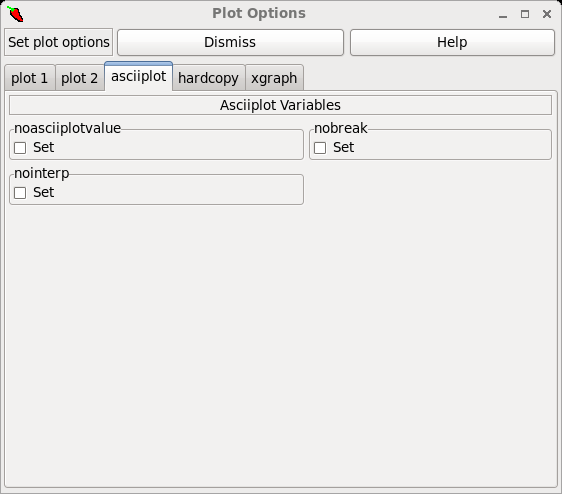 Plot Options
Set plot options Dismiss Help
plot 1 plot 2 asciiplot hardcopy xgraph
Asciiplot Variables
noasciiplotvalue nobreak
Set Set
nointerp
Set